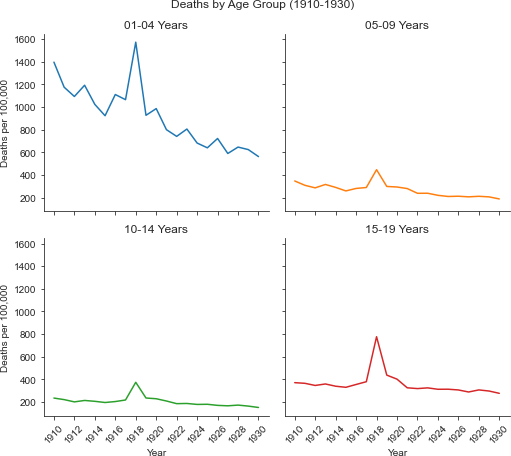 Deaths by Age Group (1910-1930)
01-04 Years
05-09 Years
1600
1400
1200
1000
800
600
400
200
Deaths per 100,000
10-14 Years
15-19 Years
1600
1400
1200
1000
800
600
400
200
Deaths per 100,000
1910 1912 1914 1916 1918 1920 1922 1924 1926 1928 1930
1910 1912 1914 1916 1918 1920 1922 1924 1926 1928 1930
Year
Year